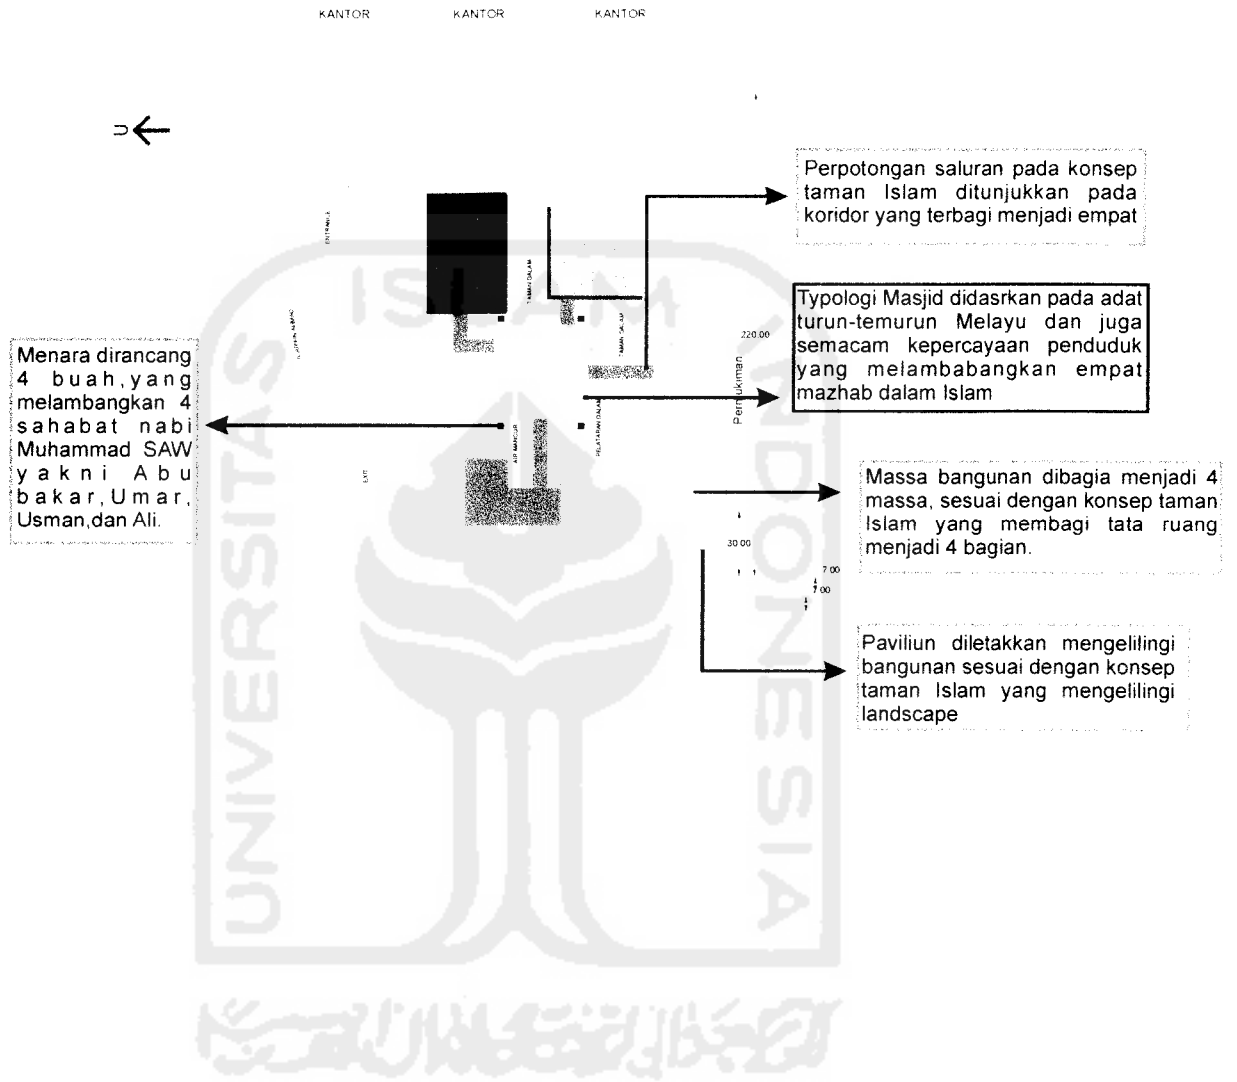 KANTOR KANTOR KANTOR
U
Perpotongan saluran pada konsep
taman Islam ditunjukkan pada
koridor yang terbagi menjadi empat
ENTRANCE
TAMAN DALAM
TAMAN DALAM
Typologi Masjid didasrkan pada adat
turun-temurun Melayu dan juga
semacam kepercayaan penduduk
yang melambabangkan empat
mazhab dalam Islam
220.00
Permukiman
Menara dirancang
4 buah,yang
melambangkan 4
sahabat nabi
Muhammad SAW
yakni Abu
bakar,Umar,
Usman,dan Ali.
AIR MANCUR
PELATARAN DALAM
EXIT
Massa bangunan dibagia menjadi 4
massa, sesuai dengan konsep taman
Islam yang membagi tata ruang
menjadi 4 bagian.
30.00
7.00
7.00
Paviliun diletakkan mengelilingi
bangunan sesuai dengan konsep
taman Islam yang mengelilingi
landscape
UNIVERSITAS
ISLAM
INDONESIA